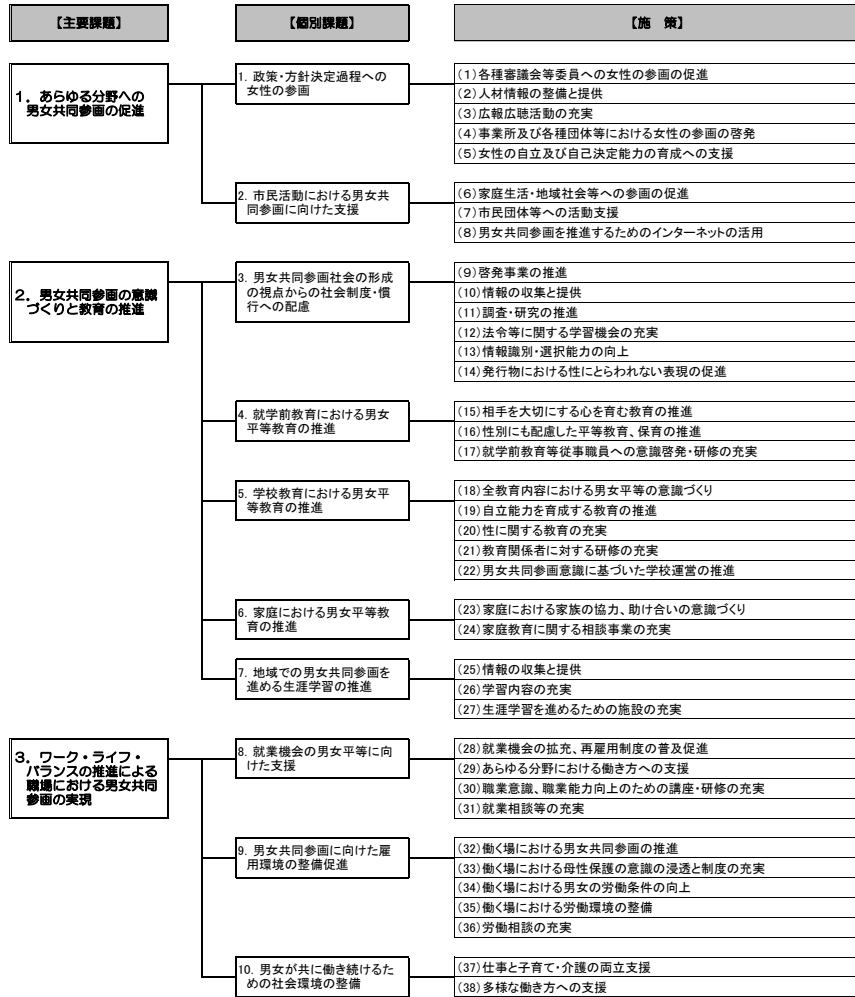 【主要課題】
【個別課題】
【施 策】
1．あらゆる分野への
男女共同参画の促進
1. 政策・方針決定過程への
女性の参画
(1)各種審議会等委員への女性の参画の促進
(2)人材情報の整備と提供
(3)広報広聴活動の充実
(4)事業所及び各種団体等における女性の参画の啓発
(5)女性の自立及び自己決定能力の育成への支援
2. 市民活動における男女共
同参画に向けた支援
(6)家庭生活・地域社会等への参画の促進
(7)市民団体等への活動支援
(8)男女共同参画を推進するためのインターネットの活用
2．男女共同参画の意識
づくりと教育の推進
3. 男女共同参画社会の形成
の視点からの社会制度・慣
行への配慮
(9)啓発事業の推進
(10)情報の収集と提供
(11)調査・研究の推進
(12)法令等に関する学習機会の充実
(13)情報識別・選択能力の向上
(14)発行物における性にとらわれない表現の促進
4. 就学前教育における男女
平等教育の推進
(15)相手を大切にする心を育む教育の推進
(16)性別にも配慮した平等教育、保育の推進
(17)就学前教育等従事職員への意識啓発・研修の充実
5. 学校教育における男女平
等教育の推進
(18)全教育内容における男女平等の意識づくり
(19)自立能力を育成する教育の推進
(20)性に関する教育の充実
(21)教育関係者に対する研修の充実
(22)男女共同参画意識に基づいた学校運営の推進
6. 家庭における男女平等教
育の推進
(23)家庭における家族の協力、助け合いの意識づくり
(24)家庭教育に関する相談事業の充実
7. 地域での男女共同参画を
進める生涯学習の推進
(25)情報の収集と提供
(26)学習内容の充実
(27)生涯学習を進めるための施設の充実
3．ワーク・ライフ・
バランスの推進による
職場における男女共同
参画の実現
8. 就業機会の男女平等に向
けた支援
(28)就業機会の拡充、再雇用制度の普及促進
(29)あらゆる分野における働き方への支援
(30)職業意識、職業能力向上のための講座・研修の充実
(31)就業相談等の充実
9. 男女共同参画に向けた雇
用環境の整備促進
(32)働く場における男女共同参画の推進
(33)働く場における母性保護の意識の浸透と制度の充実
(34)働く場における男女の労働条件の向上
(35)働く場における労働環境の整備
(36)労働相談の充実
10. 男女が共に働き続けるた
めの社会環境の整備
(37)仕事と子育て・介護の両立支援
(38)多様な働き方への支援